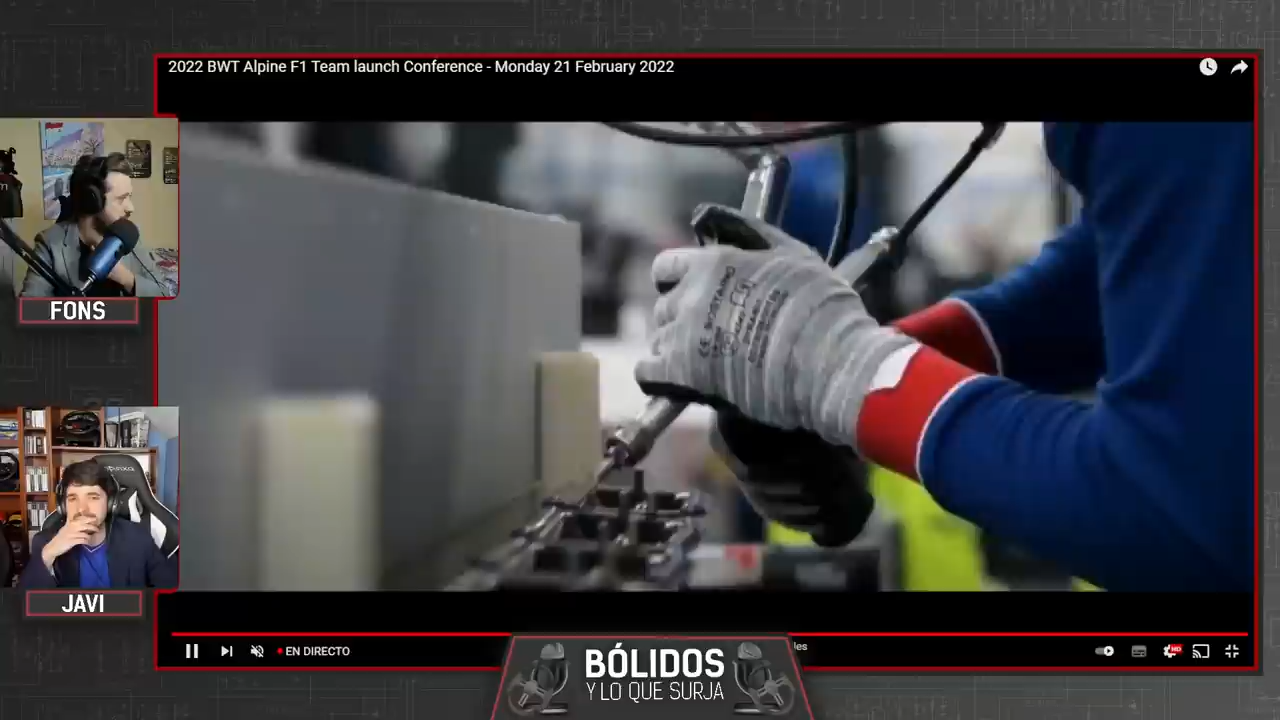 2022 BWT Alpine F1 Team launch Conference - Monday 21 February 2022
FONS
JAVI
EN DIRECTO
HD
BÓLIDOS
Y LO QUE SURJA